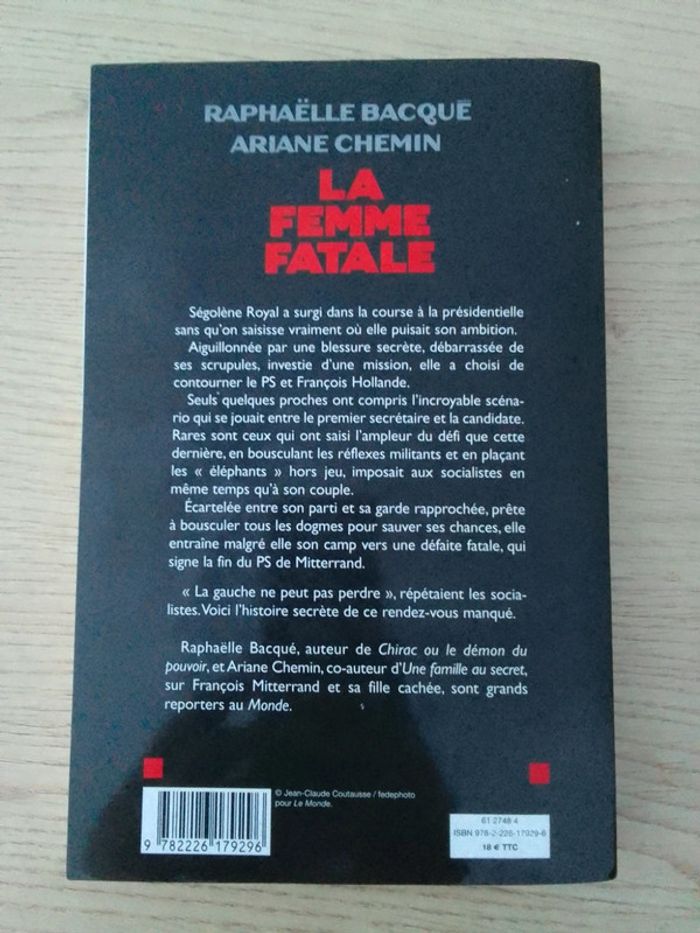 RAPHAËLLE BACQUÉ
ARIANE CHEMIN
LA
FEMME
FATALE
Ségolène Royal a surgi dans la course à la présidentielle
sans qu'on saisisse vraiment où elle puisait son ambition.
Aiguillonnée par une blessure secrète, débarrassée de
ses scrupules, investie d'une mission, elle a choisi de
contourner le PS et François Hollande.
Seuls quelques proches ont compris l'incroyable scéna-
rio qui se jouait entre le premier secrétaire et la candidate.
Rares sont ceux qui ont saisi l'ampleur du défi que cette
dernière, en bousculant les réflexes militants et en plaçant
les « éléphants » hors jeu, imposait aux socialistes en
même temps qu'à son couple.
Écartelée entre son parti et sa garde rapprochée, prête
à bousculer tous les dogmes pour sauver ses chances, elle
entraîne malgré elle son camp vers une défaite fatale, qui
signe la fin du PS de Mitterrand.
« La gauche ne peut pas perdre », répétaient les socia-
listes. Voici l'histoire secrète de ce rendez-vous manqué.
Raphaëlle Bacqué, auteur de Chirac ou le démon du
pouvoir, et Ariane Chemin, co-auteur d'Une famille au secret,
sur François Mitterrand et sa fille cachée, sont grands
reporters au Monde.
© Jean-Claude Coutausse / fedephoto
pour Le Monde.
9 782226 179296
61 2748 4
ISBN 978-2-226-17929-6
18 € TTC